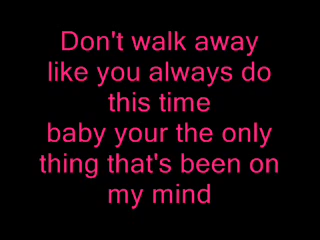 Don't walk away
like you always do
this time
baby your the only
thing that's been on
my mind